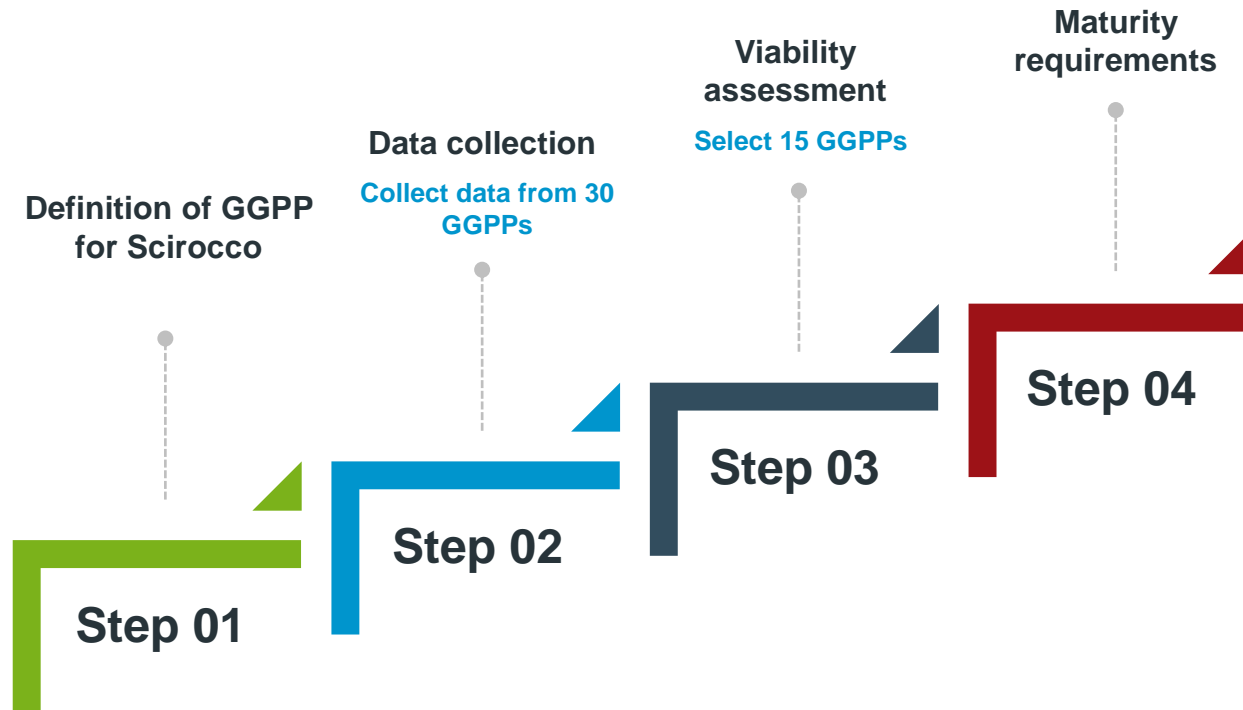 Definition of GGPP
for Scirocco
Step 01
Data collection
Collect data from 30
GGPPs
Step 02
Viability
assessment
Select 15 GGPPs
Step 03
Maturity
requirements
Step 04